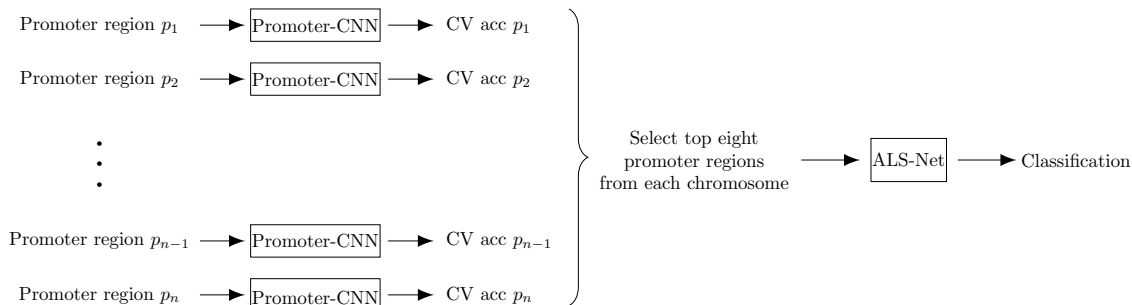 Promoter region p₁ Promoter-CNN CV acc p₁
Promoter region p₂ Promoter-CNN CV acc p₂
Select top eight
promoter regions
from each chromosome
ALS-Net
Classification
Promoter region pₙ₋₁ Promoter-CNN CV acc pₙ₋₁
Promoter region pₙ Promoter-CNN CV acc pₙ